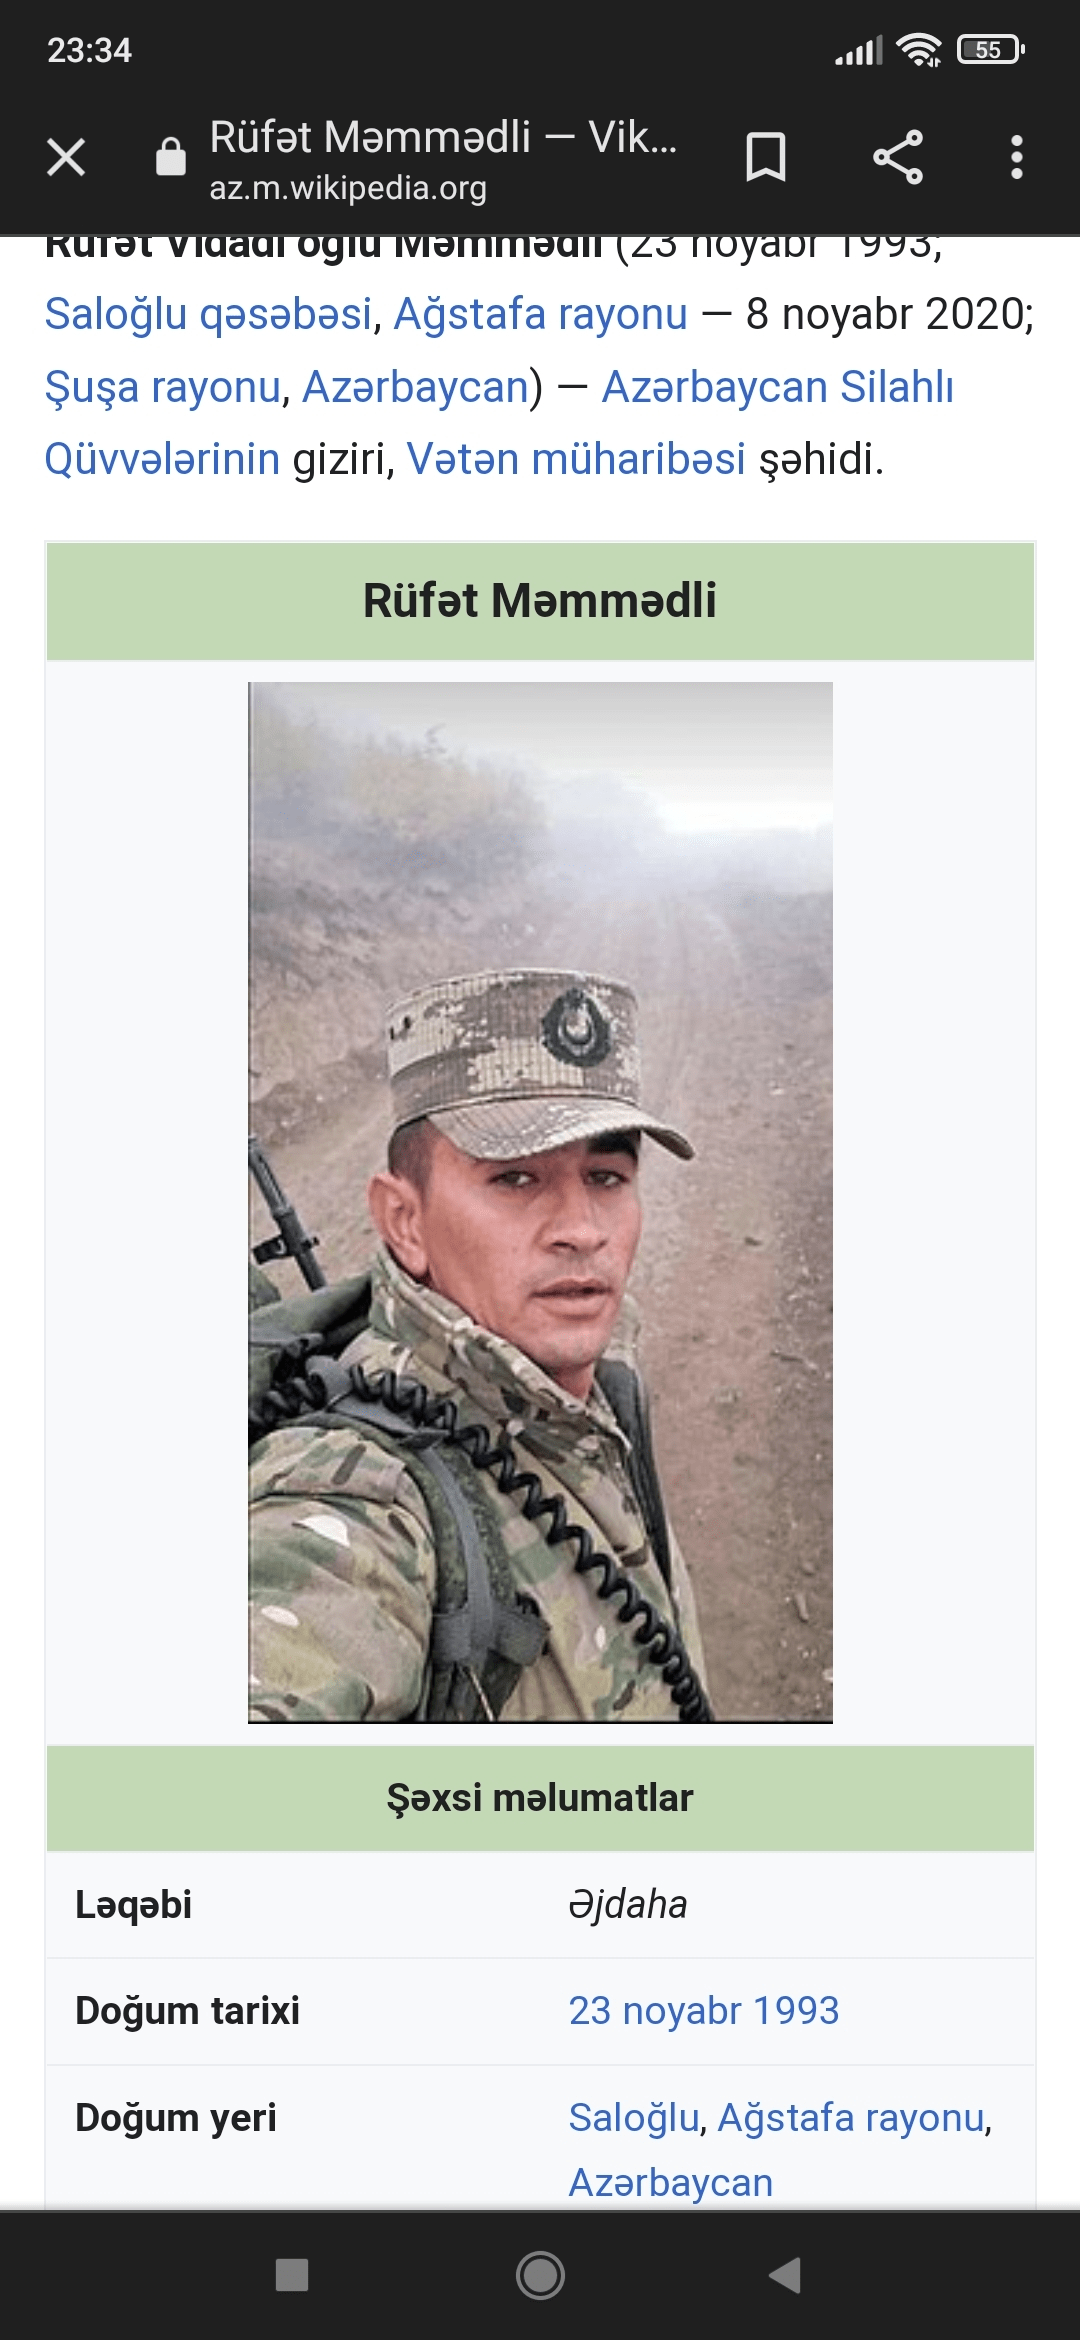 23:34
55
Rüfət Məmmədli — Vik...
az.m.wikipedia.org
Rüfət Vidadi oğlu Məmmədli (23 noyabr 1993;
Saloğlu qəsəbəsi, Ağstafa rayonu — 8 noyabr 2020;
Şuşa rayonu, Azərbaycan) — Azərbaycan Silahlı
Qüvvələrinin giziri, Vətən müharibəsi şəhidi.
Rüfət Məmmədli
Şəxsi məlumatlar
Ləqəbi Əjdaha
Doğum tarixi 23 noyabr 1993
Doğum yeri Saloğlu, Ağstafa rayonu,
Azərbaycan